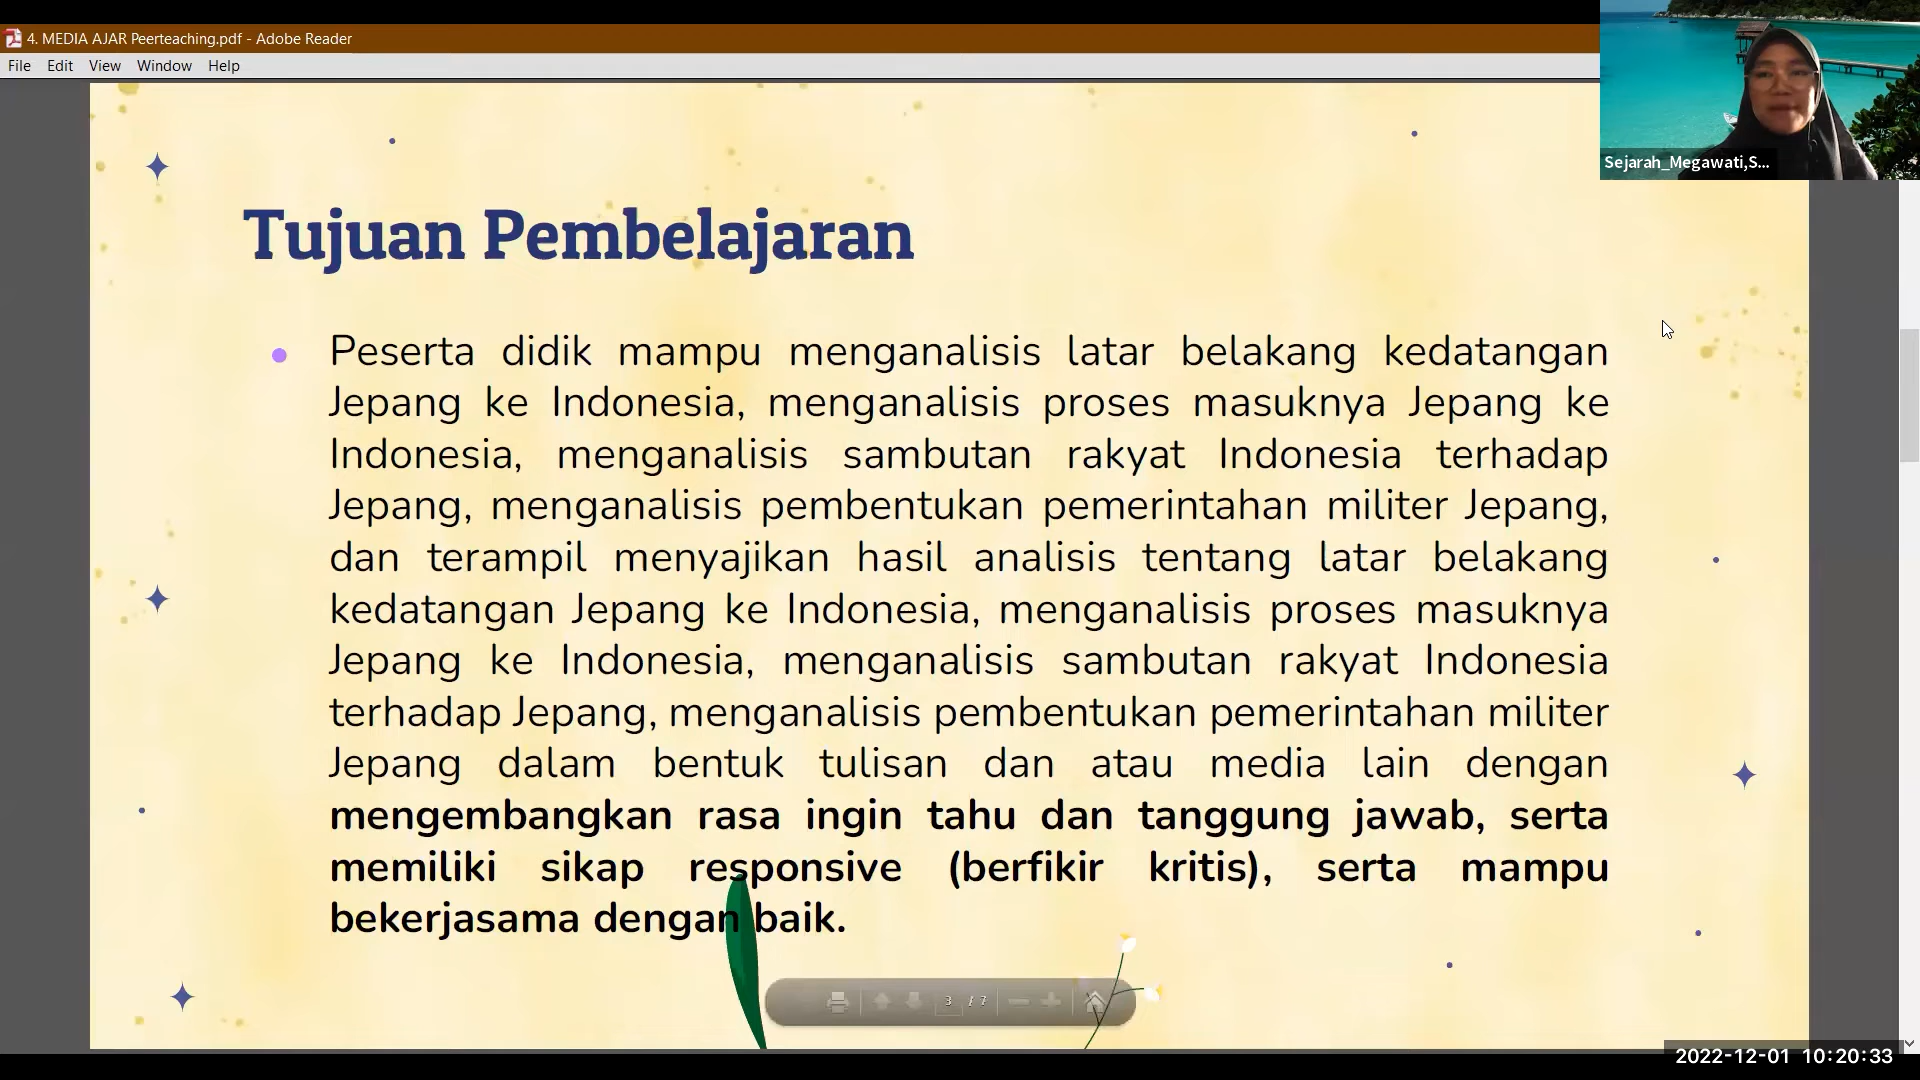 4. MEDIA AJAR Peerteaching.pdf - Adobe Reader
File Edit View Window Help
Sejarah_Megawati,S...
Tujuan Pembelajaran
Peserta didik mampu menganalisis latar belakang kedatangan
Jepang ke Indonesia, menganalisis proses masuknya Jepang ke
Indonesia, menganalisis sambutan rakyat Indonesia terhadap
Jepang, menganalisis pembentukan pemerintahan militer Jepang,
dan terampil menyajikan hasil analisis tentang latar belakang
kedatangan Jepang ke Indonesia, menganalisis proses masuknya
Jepang ke Indonesia, menganalisis sambutan rakyat Indonesia
terhadap Jepang, menganalisis pembentukan pemerintahan militer
Jepang dalam bentuk tulisan dan atau media lain dengan
mengembangkan rasa ingin tahu dan tanggung jawab, serta
memiliki sikap responsive (berfikir kritis), serta mampu
bekerjasama dengan baik.
3 / 7
2022-12-01 10:20:33